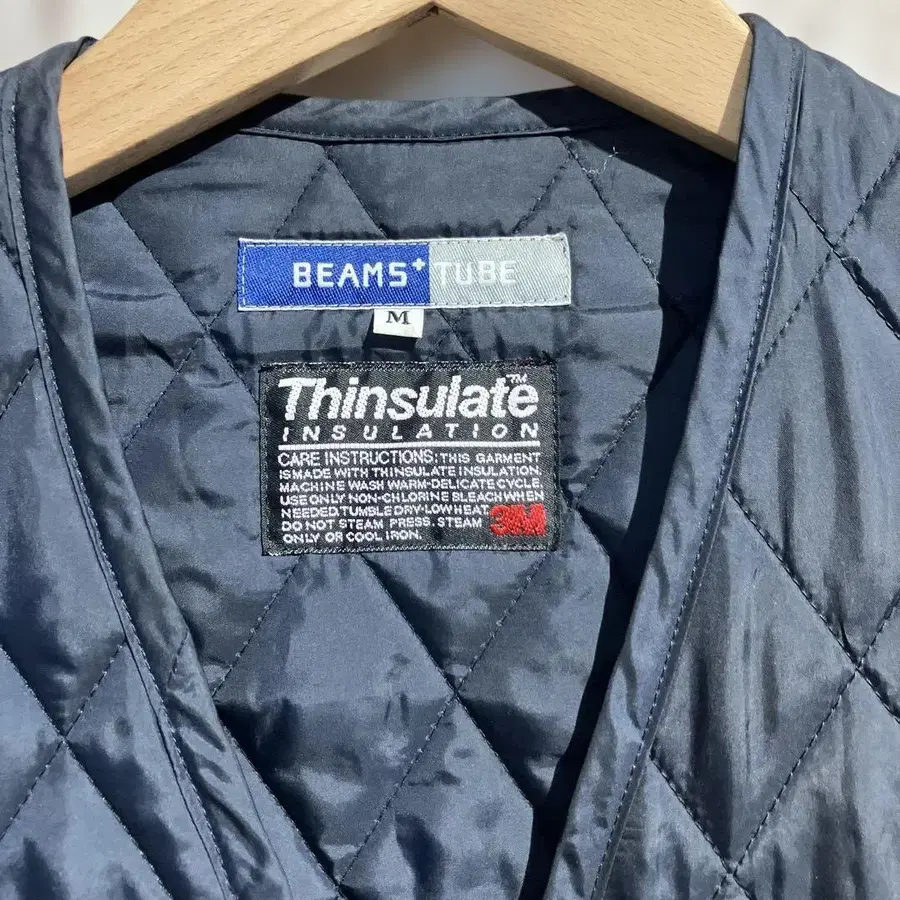 BEAMS+ TUBE
M
Thinsulate™
INSULATION
CARE INSTRUCTIONS: THIS GARMENT
IS MADE WITH THINSULATE INSULATION.
MACHINE WASH WARM-DELICATE CYCLE.
USE ONLY NON-CHLORINE BLEACH WHEN
NEEDED.TUMBLE DRY-LOW HEAT.
DO NOT STEAM PRESS. STEAM
ONLY OR COOL IRON.
3M